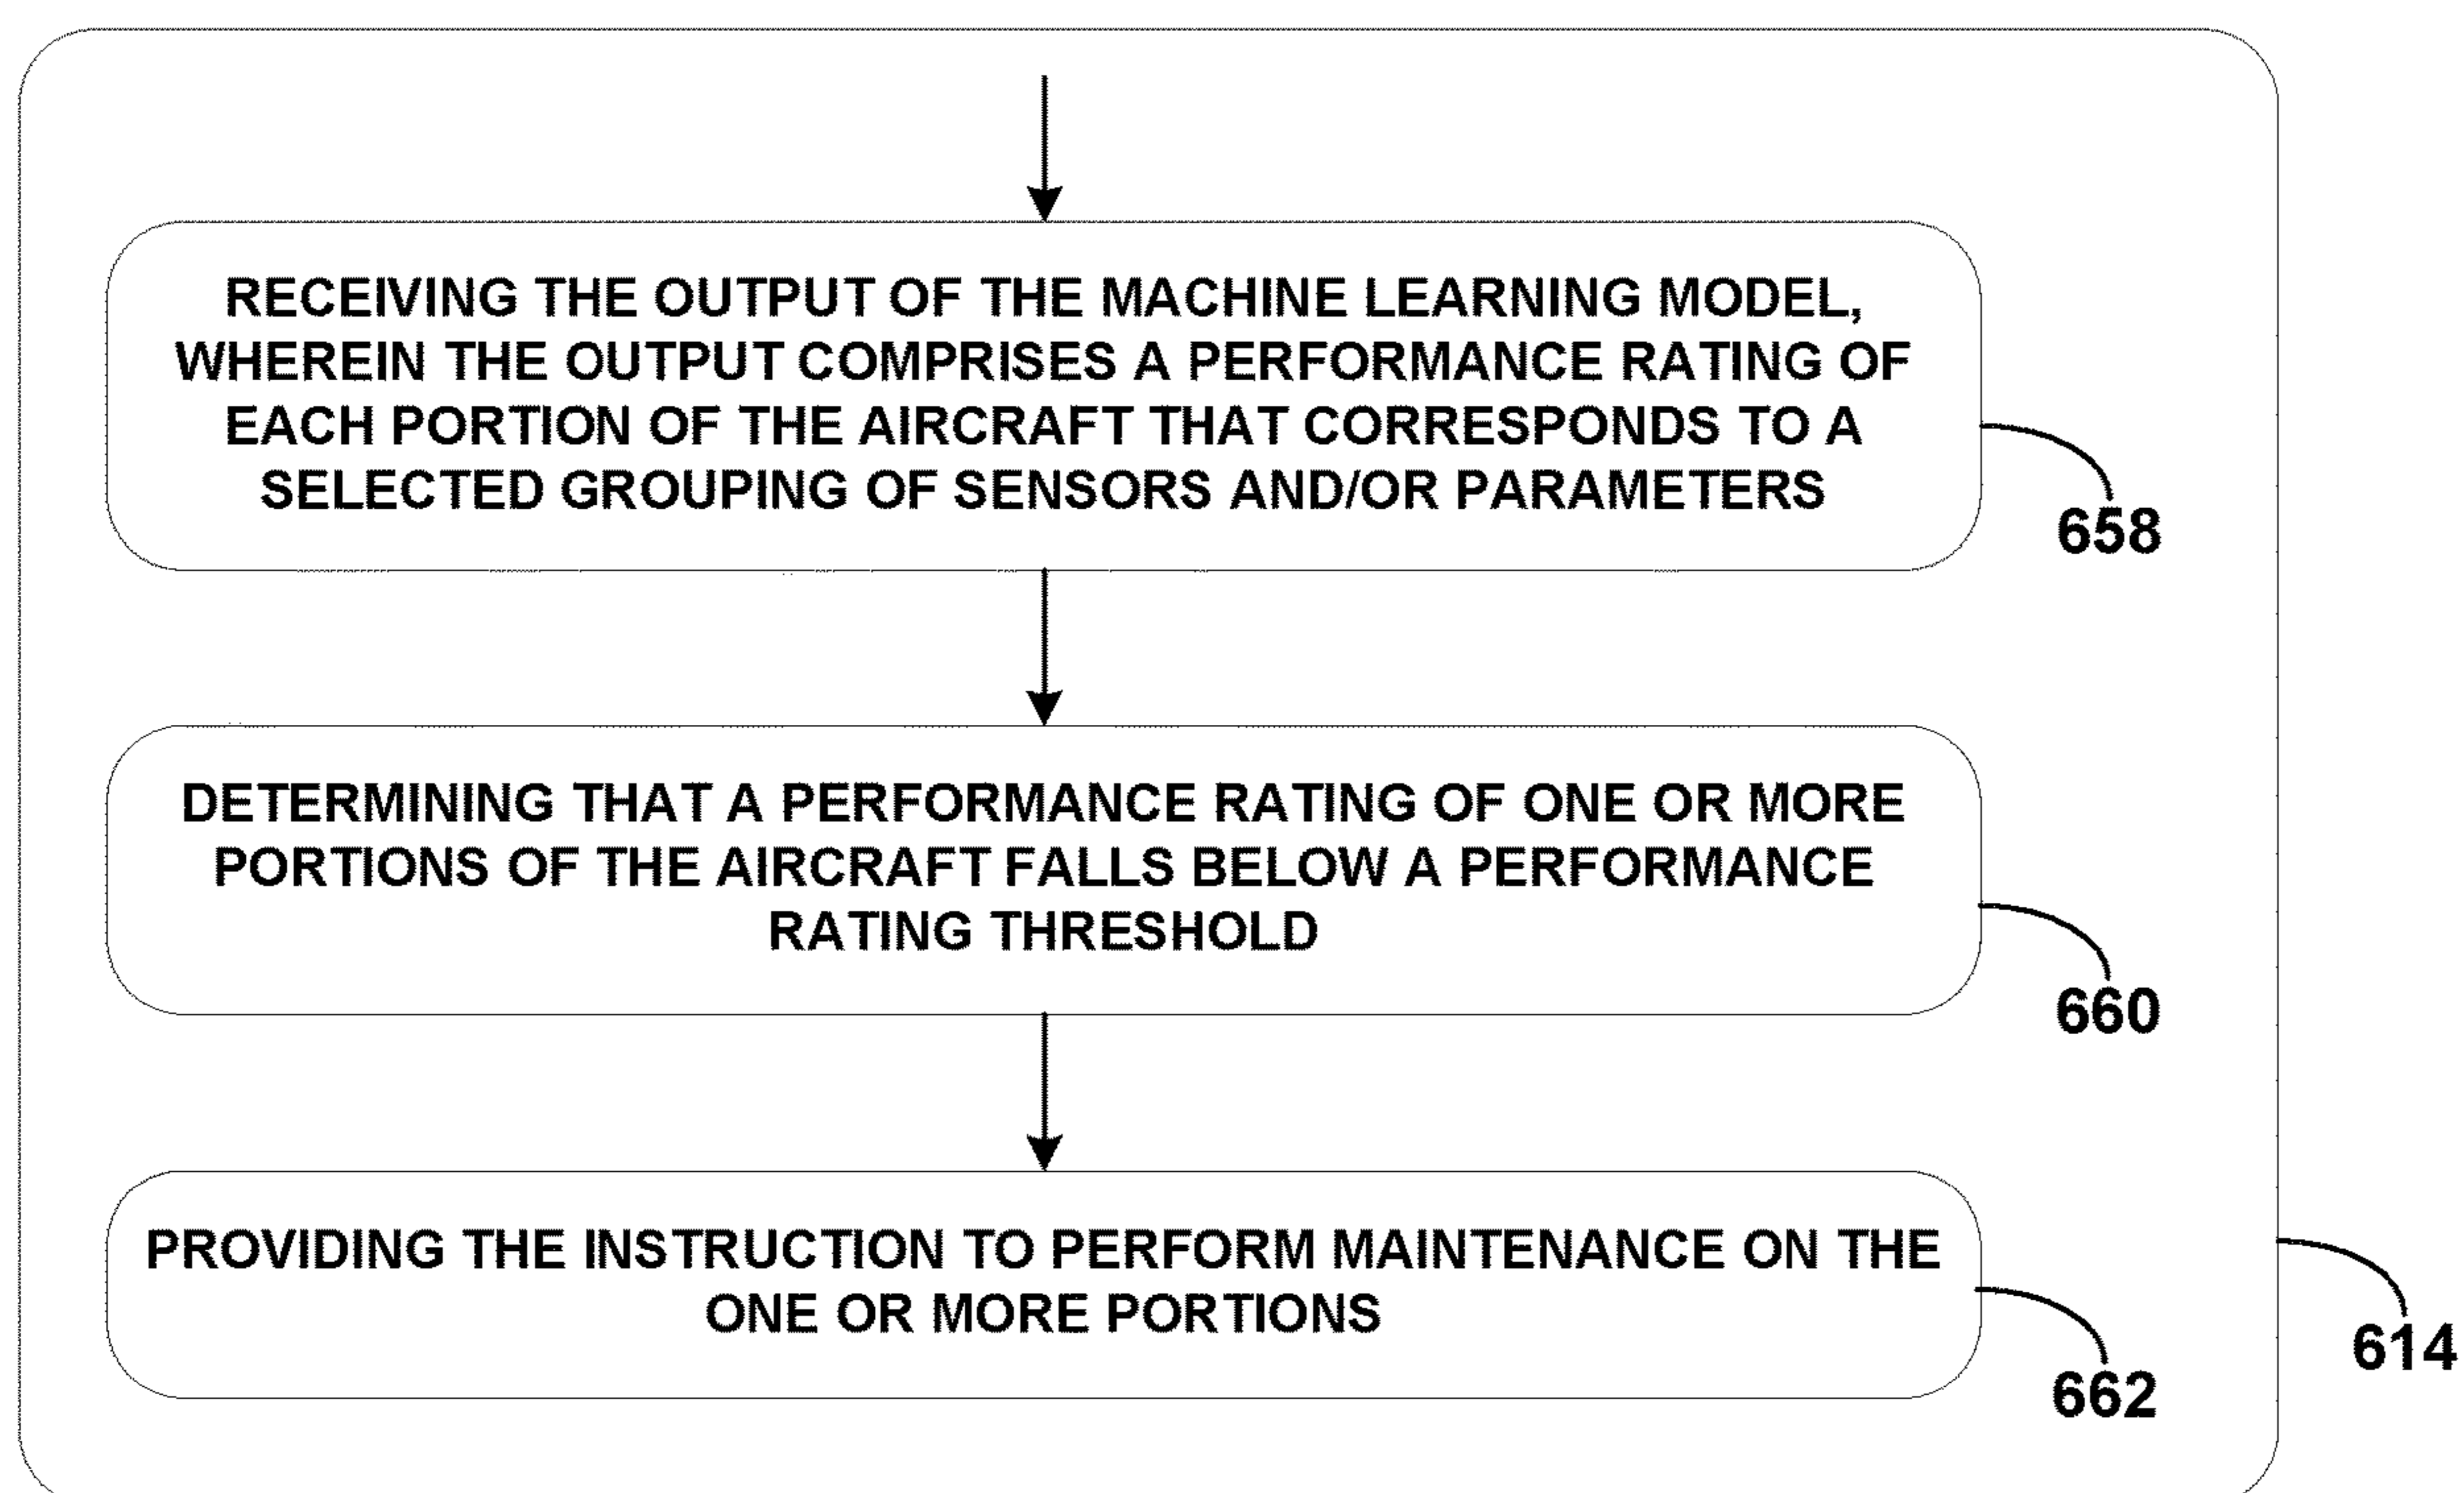 RECEIVING THE OUTPUT OF THE MACHINE LEARNING MODEL,
WHEREIN THE OUTPUT COMPRISES A PERFORMANCE RATING OF
EACH PORTION OF THE AIRCRAFT THAT CORRESPONDS TO A
SELECTED GROUPING OF SENSORS AND/OR PARAMETERS
658
DETERMINING THAT A PERFORMANCE RATING OF ONE OR MORE
PORTIONS OF THE AIRCRAFT FALLS BELOW A PERFORMANCE
RATING THRESHOLD
660
PROVIDING THE INSTRUCTION TO PERFORM MAINTENANCE ON THE
ONE OR MORE PORTIONS
662
614